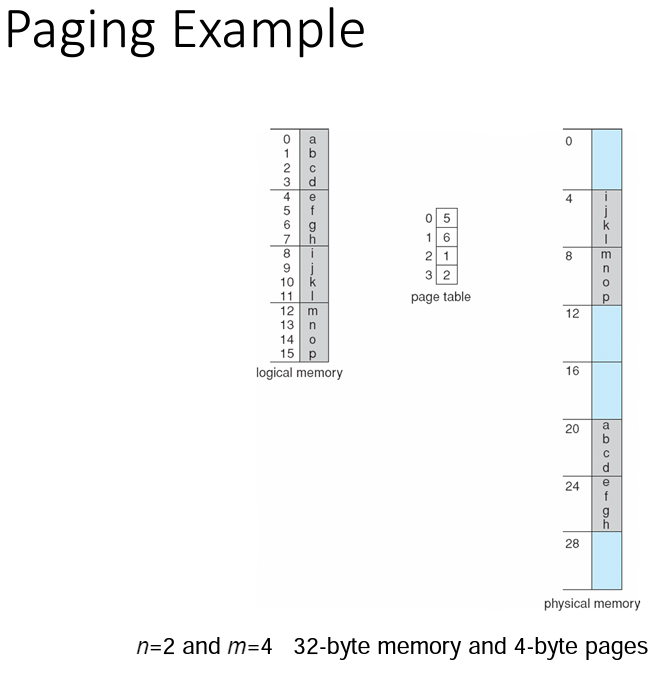 Paging Example
0 a
1 b
2 c
3 d
4 e
5 f
6 g
7 h
8 i
9 j
10 k
11 l
12 m
13 n
14 o
15 p
logical memory
0 5
1 6
2 1
3 2
page table
0
4 i
j
k
l
8 m
n
o
p
12
16
20 a
b
c
d
24 e
f
g
h
28
physical memory
n=2 and m=4 32-byte memory and 4-byte pages